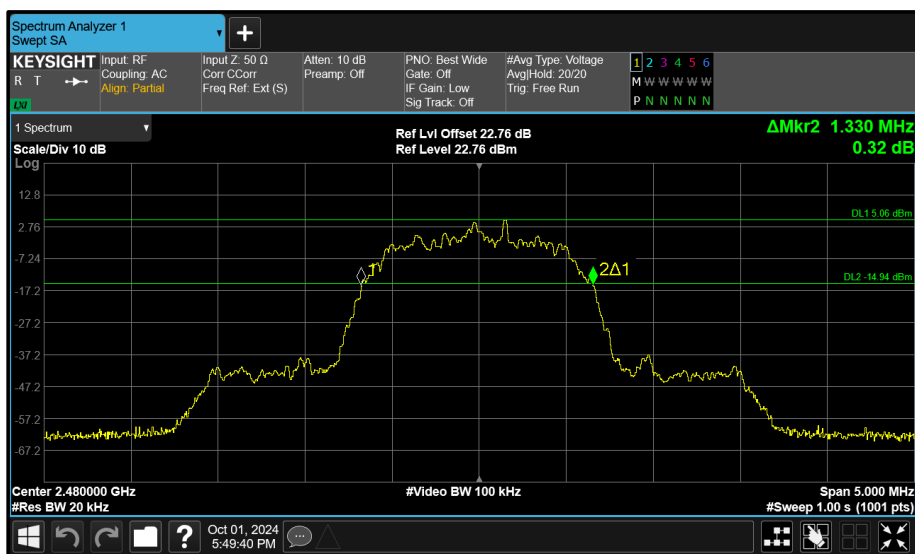 Spectrum Analyzer 1
Swept SA
KEYSIGHT
R T
LXI
Input: RF
Coupling: AC
Align: Partial
Input Z: 50 Ω
Corr CCorr
Freq Ref: Ext (S)
Atten: 10 dB
Preamp: Off
PNO: Best Wide
Gate: Off
IF Gain: Low
Sig Track: Off
#Avg Type: Voltage
Avg|Hold: 20/20
Trig: Free Run
1 2 3 4 5 6
M W W W W W
P N N N N N
1 Spectrum
Scale/Div 10 dB
Ref Lvl Offset 22.76 dB
Ref Level 22.76 dBm
ΔMkr2 1.330 MHz
0.32 dB
Log
12.8
2.76
-7.24
-17.2
-27.2
-37.2
-47.2
-57.2
-67.2
DL1 5.06 dBm
1
2Δ1
DL2 -14.94 dBm
Center 2.480000 GHz
#Res BW 20 kHz
#Video BW 100 kHz
Span 5.000 MHz
#Sweep 1.00 s (1001 pts)
?
Oct 01, 2024
5:49:40 PM